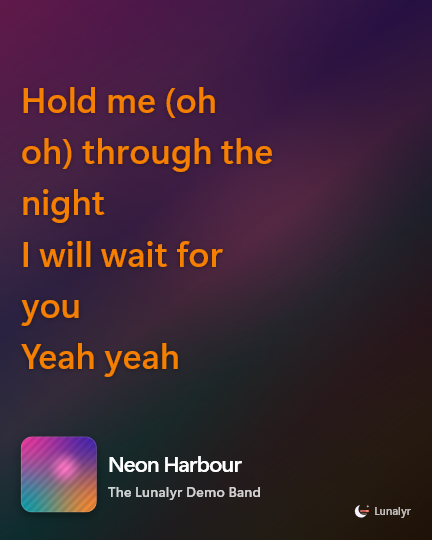 Hold me (oh
oh) through the
night
I will wait for
you
Yeah yeah
Neon Harbour
The Lunalyr Demo Band
Lunalyr